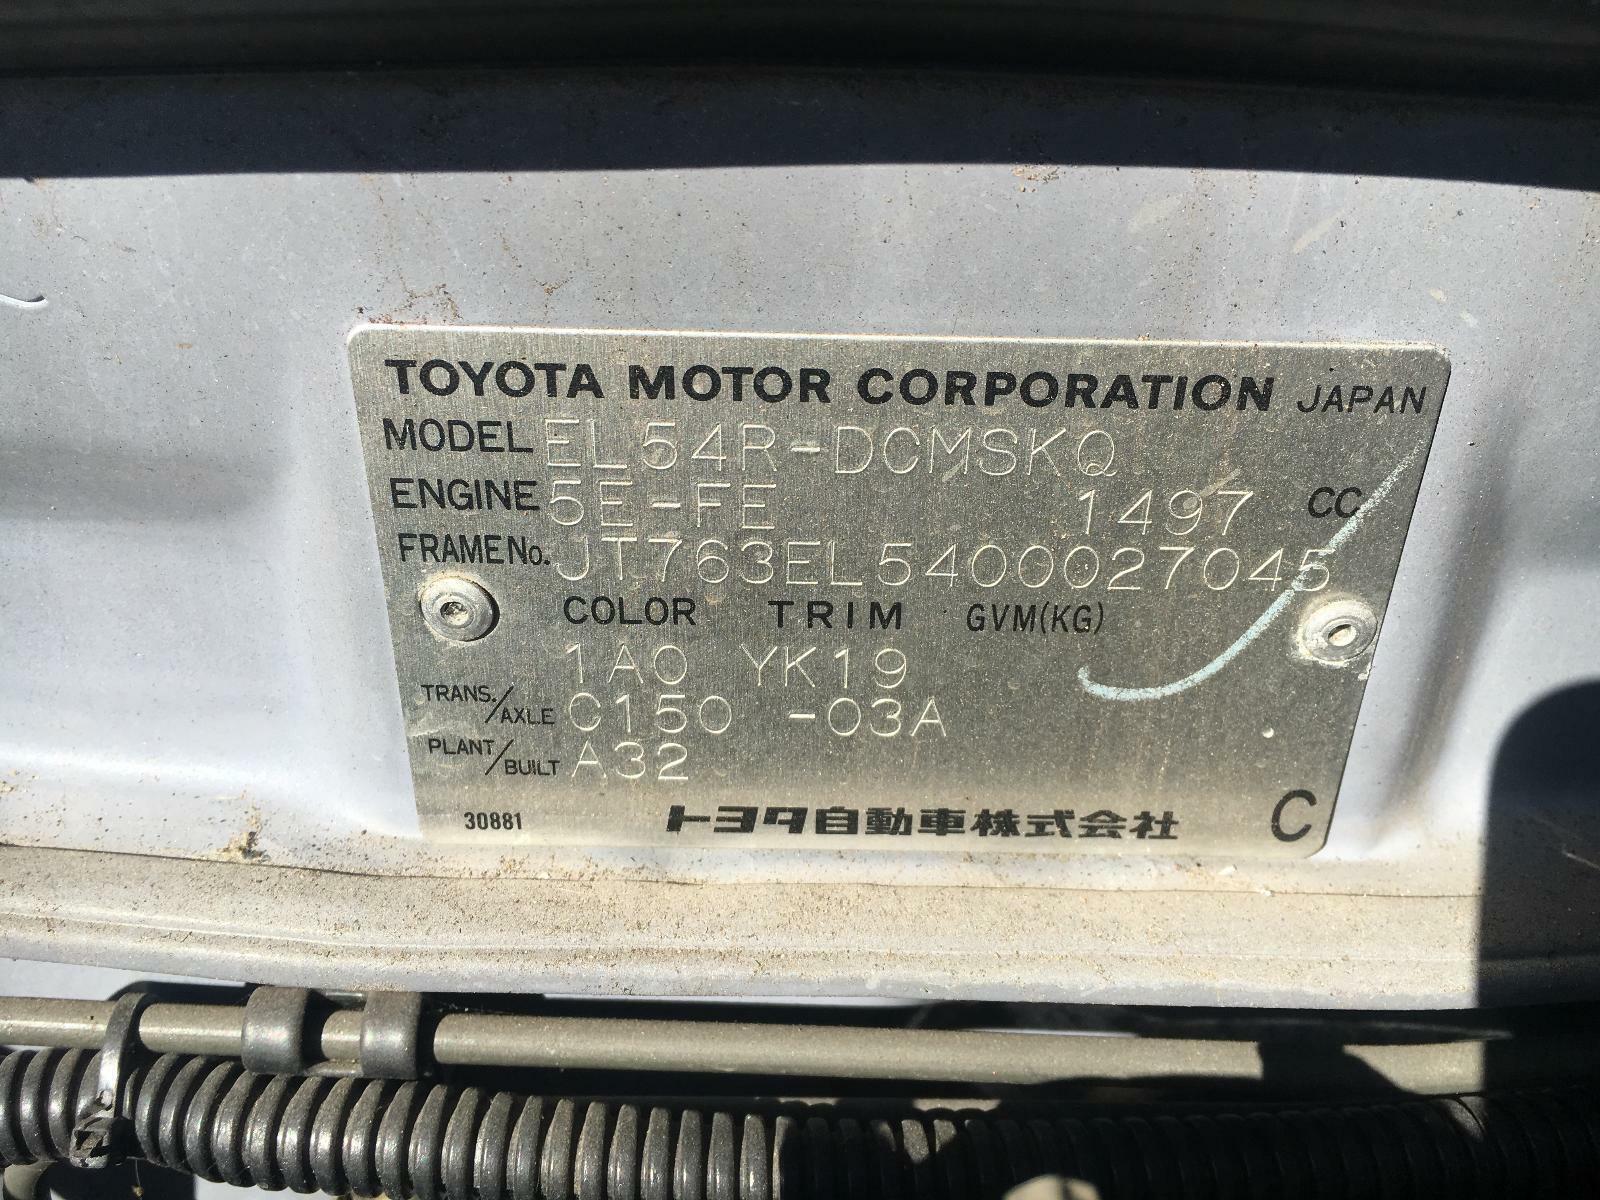 TOYOTA MOTOR CORPORATION JAPAN
MODEL EL54R-DCMSKQ
ENGINE 5E-FE 1497 CC
FRAME No. JT763EL5400027045
COLOR TRIM GVM(KG)
1A0 YK19
TRANS./AXLE C150 -03A
PLANT/BUILT A32
30881 トヨタ自動車株式会社 C